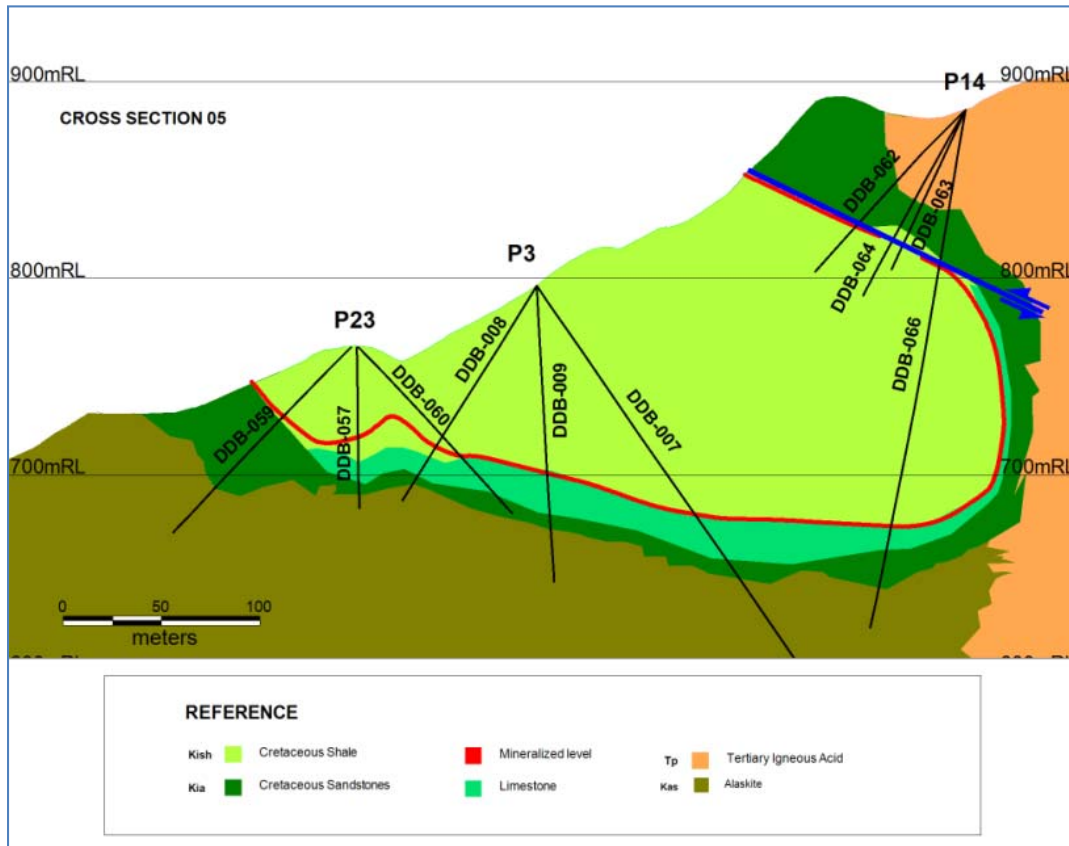 900mRL
900mRL
P14
CROSS SECTION 05
DDB-062
DDB-063
DDB-064
P3
800mRL
800mRL
P23
DDB-008
DDB-066
DDB-060
DDB-009
DDB-007
DDB-059
DDB-057
700mRL
700mRL
0 50 100
meters
REFERENCE
Kish Cretaceous Shale Mineralized level Tp Tertiary Igneous Acid
Kia Cretaceous Sandstones Limestone Kas Alaskite